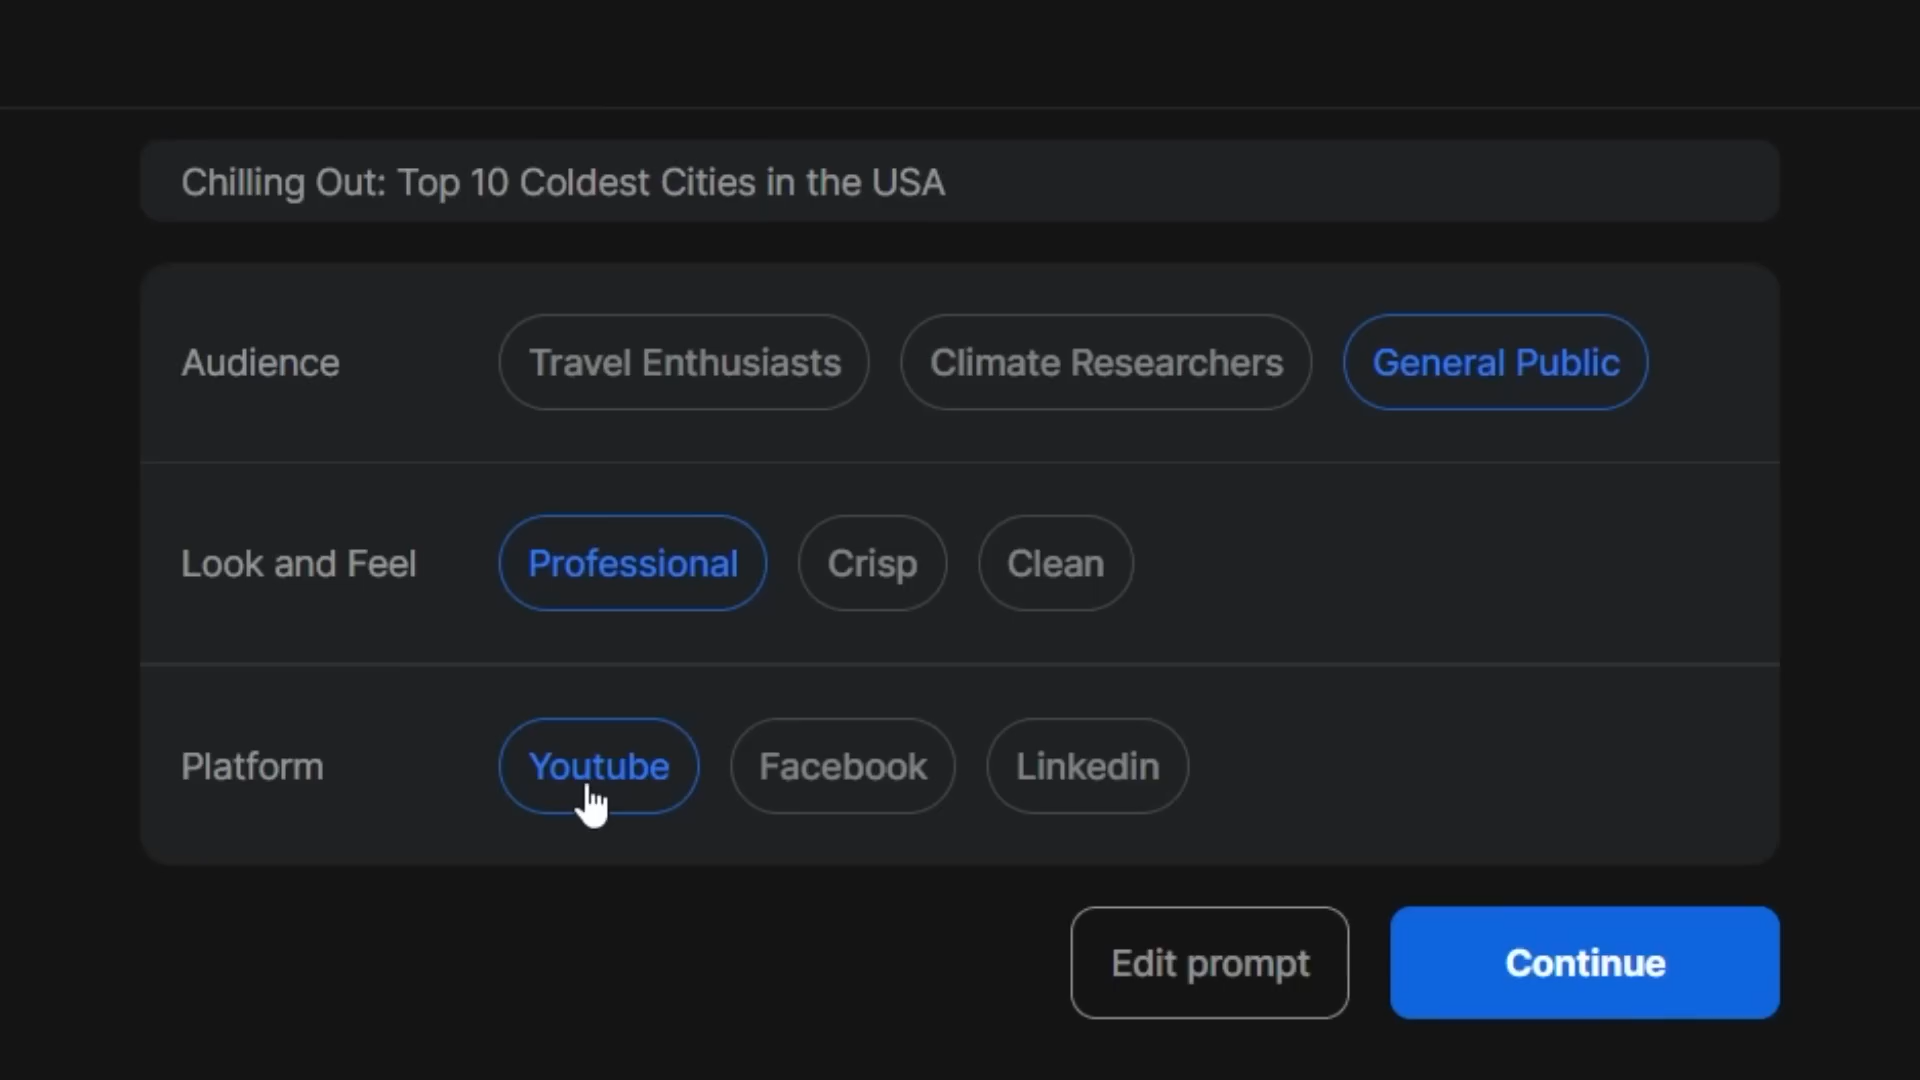 Chilling Out: Top 10 Coldest Cities in the USA
Audience Travel Enthusiasts Climate Researchers General Public
Look and Feel Professional Crisp Clean
Platform Youtube Facebook Linkedin
Edit prompt Continue